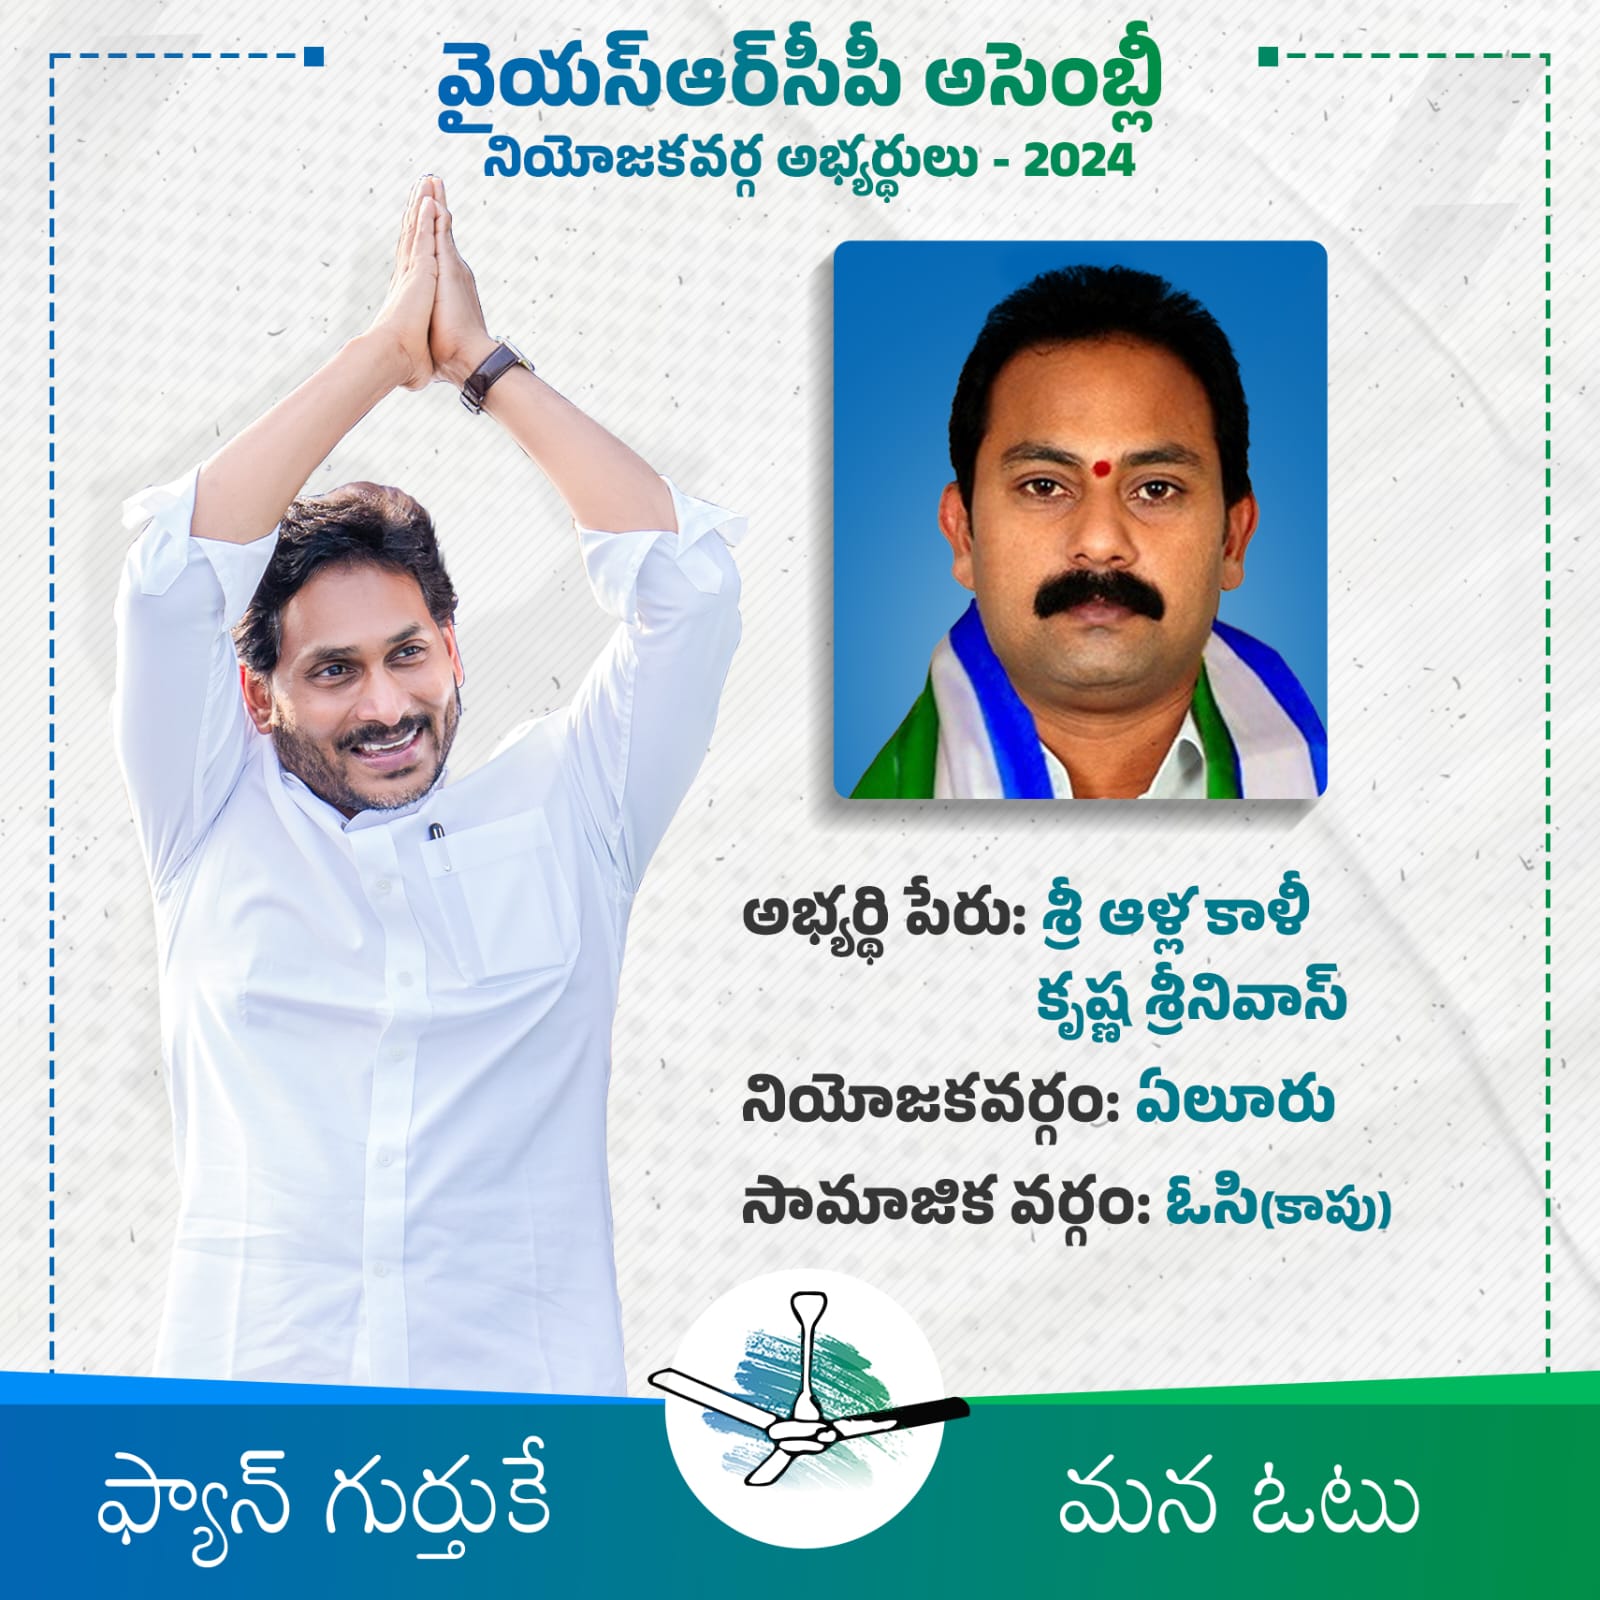 వైయస్ఆర్‌సీపీ అసెంబ్లీ
నియోజకవర్గ అభ్యర్థులు - 2024
అభ్యర్థి పేరు: శ్రీ ఆళ్ల కాళీ
కృష్ణ శ్రీనివాస్
నియోజకవర్గం: ఏలూరు
సామాజిక వర్గం: ఓసి(కాపు)
ఫ్యాన్ గుర్తుకే మన ఓటు